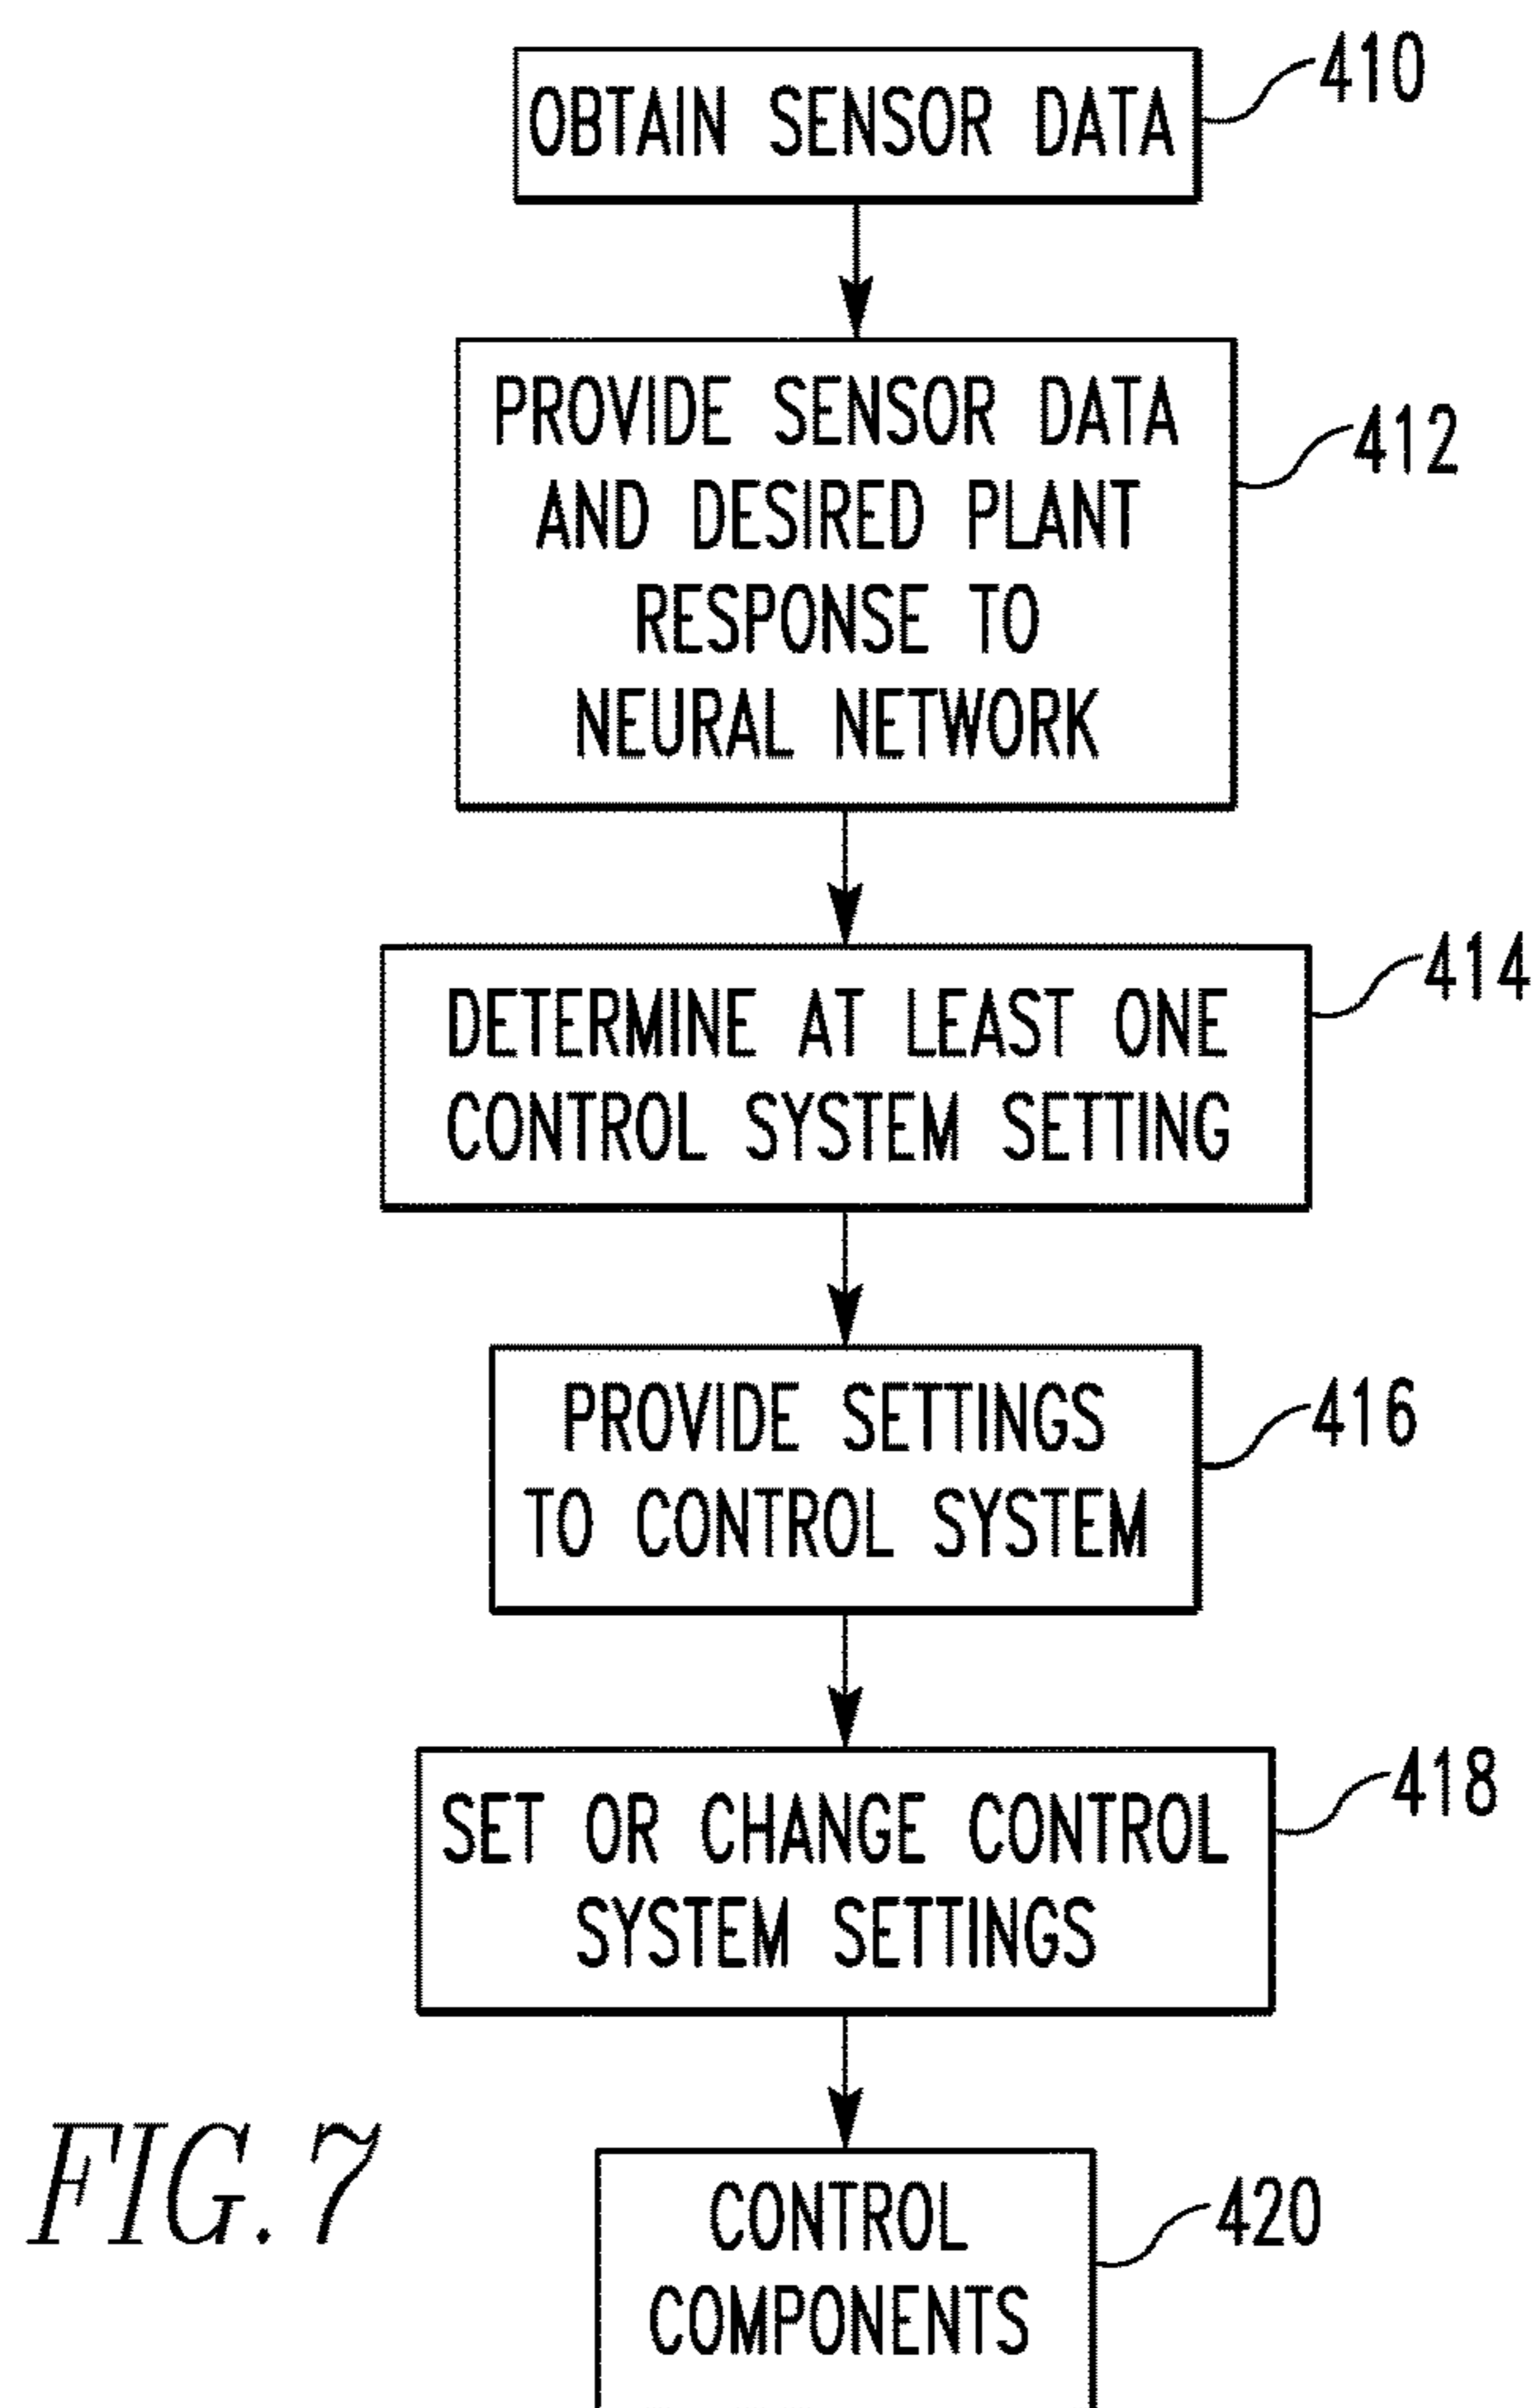 OBTAIN SENSOR DATA
410
PROVIDE SENSOR DATA
AND DESIRED PLANT
RESPONSE TO
NEURAL NETWORK
412
DETERMINE AT LEAST ONE
CONTROL SYSTEM SETTING
414
PROVIDE SETTINGS
TO CONTROL SYSTEM
416
SET OR CHANGE CONTROL
SYSTEM SETTINGS
418
CONTROL
COMPONENTS
420
FIG. 7